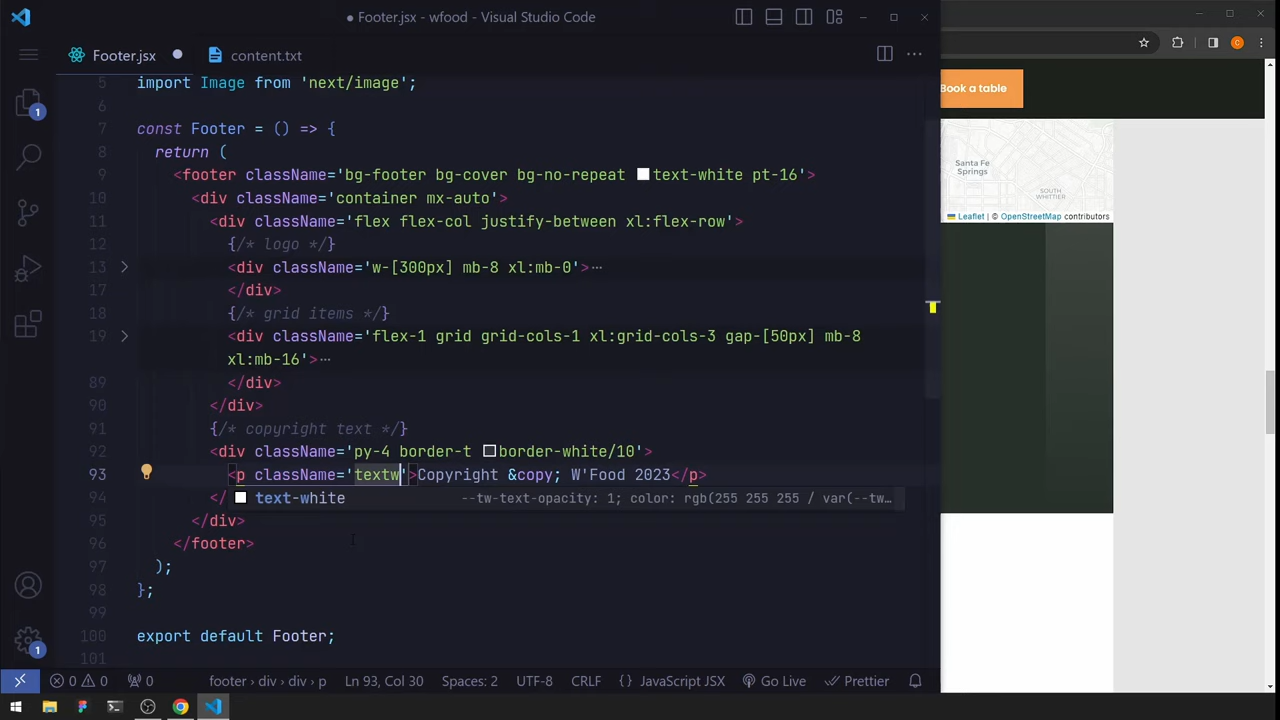 Footer.jsx - wfood - Visual Studio Code
Footer.jsx
content.txt
5 import Image from 'next/image';
6
7 const Footer = () => {
8 return (
9 <footer className='bg-footer bg-cover bg-no-repeat text-white pt-16'>
10 <div className='container mx-auto'>
11 <div className='flex flex-col justify-between xl:flex-row'>
12 {/* logo */}
13 <div className='w-[300px] mb-8 xl:mb-0'>⋯
17 </div>
18 {/* grid items */}
19 <div className='flex-1 grid grid-cols-1 xl:grid-cols-3 gap-[50px] mb-8
xl:mb-16'>⋯
89 </div>
90 </div>
91 {/* copyright text */}
92 <div className='py-4 border-t border-white/10'>
93 <p className='textw'>Copyright &copy; W'Food 2023</p>
94 </
text-white --tw-text-opacity: 1; color: rgb(255 255 255 / var(--tw…
95 </div>
96 </footer>
97 );
98 };
99
100 export default Footer;
101
1
1
footer › div › div › p
0 0
0
Ln 93, Col 30
Spaces: 2
UTF-8
CRLF
{} JavaScript JSX
Go Live
Prettier
C
Book a table
Santa Fe
Springs
SOUTH
WHITTIER
Leaflet | © OpenStreetMap contributors